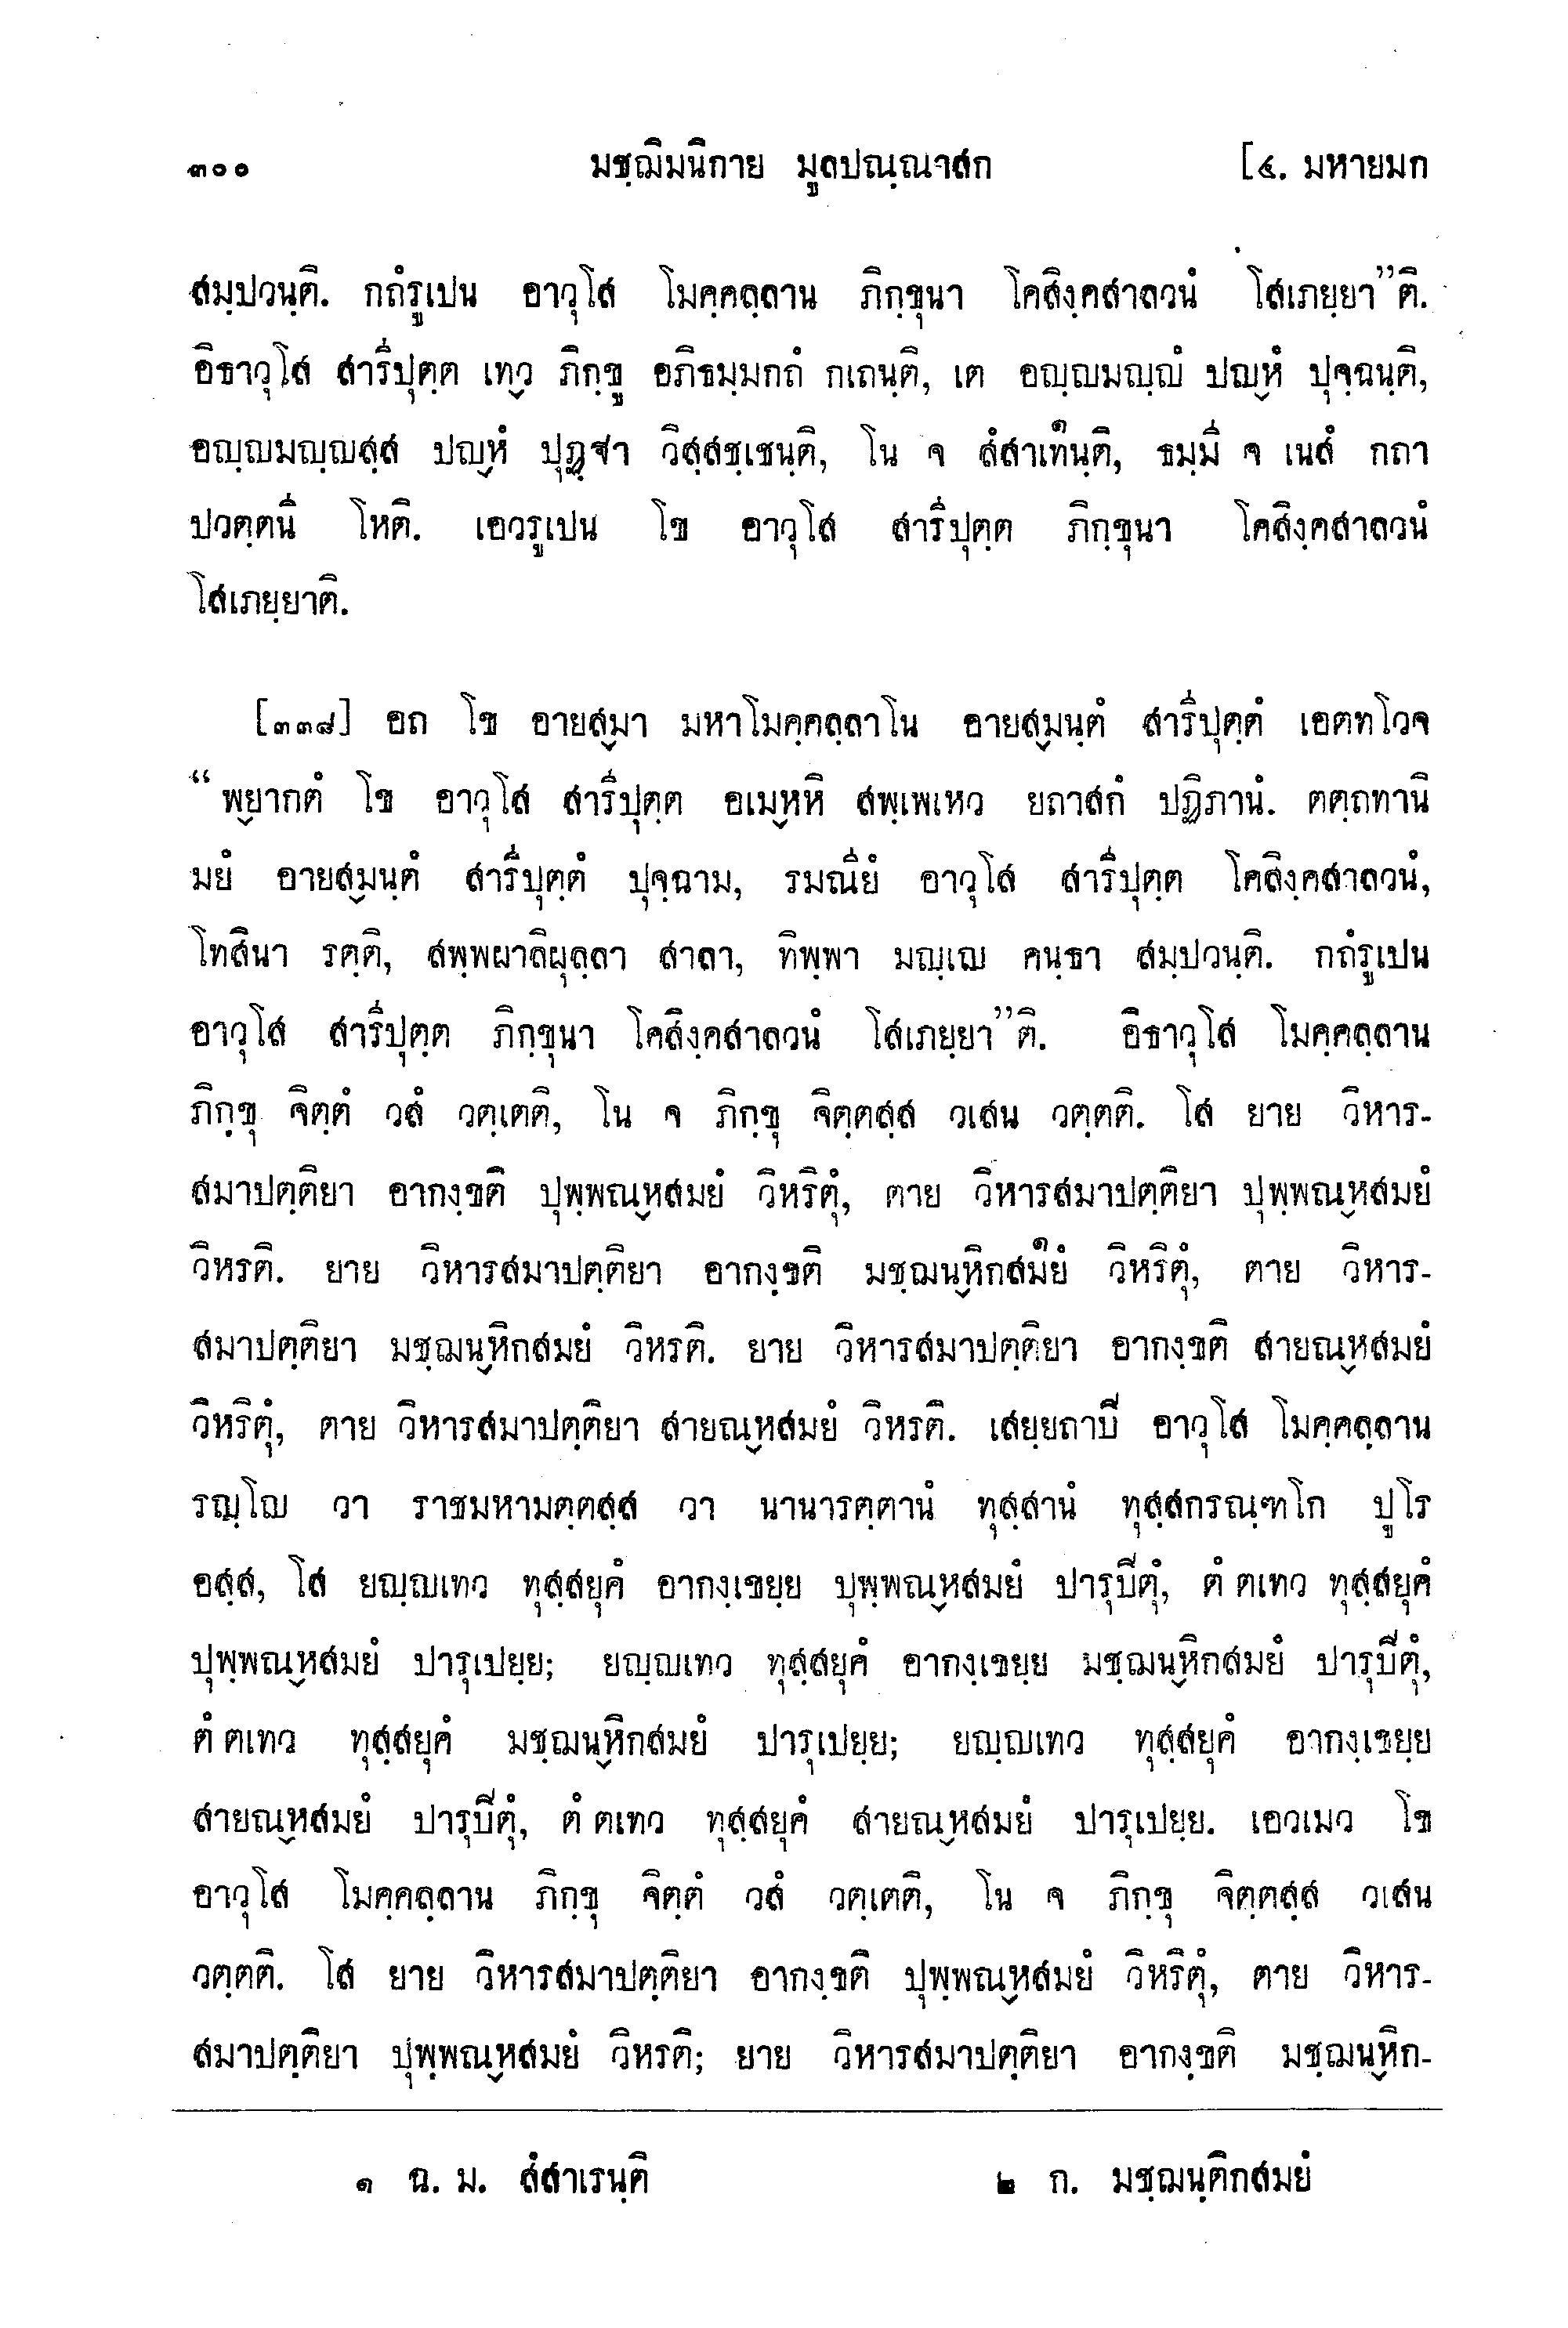 ๓๐๐ มชฺฌิมนิกาย มูลปณฺณาสก [๔. มหายมก
สมฺปวนฺติ. กถํรูเปน อาวุโส โมคฺคลฺลาน ภิกฺขุนา โคสิงฺคสาลวนํ โสเภยฺยา”ติ.
อิธาวุโส สาริปุตฺต เทฺว ภิกฺขู อภิธมฺมกถํ กเถนฺติ, เต อญฺญมญฺญํ ปญฺหํ ปุจฺฉนฺติ,
อญฺญมญฺญสฺส ปญฺหํ ปุฏฺฐา วิสฺสชฺเชนฺติ, โน จ สํสาเทนฺติ,๑ ธมฺมี จ เนสํ กถา
ปวตฺตนี โหติ. เอวรูเปน โข อาวุโส สาริปุตฺต ภิกฺขุนา โคสิงฺคสาลวนํ
โสเภยฺยาติ.
[๓๓๘] อถ โข อายสฺมา มหาโมคฺคลฺลาโน อายสฺมนฺตํ สาริปุตฺตํ เอตทโวจ
“พฺยากตํ โข อาวุโส สาริปุตฺต อเมฺหหิ สพฺเพเหว ยถาสกํ ปฏิภานํ. ตตฺถทานิ
มยํ อายสฺมนฺตํ สาริปุตฺตํ ปุจฺฉาม, รมณียํ อาวุโส สาริปุตฺต โคสิงฺคสาลวนํ,
โทสินา รตฺติ, สพฺพผาลิผุลฺลา สาลา, ทิพฺพา มญฺเญ คนฺธา สมฺปวนฺติ. กถํรูเปน
อาวุโส สาริปุตฺต ภิกฺขุนา โคสิงฺคสาลวนํ โสเภยฺยา”ติ. อิธาวุโส โมคฺคลฺลาน
ภิกฺขุ จิตฺตํ วสํ วตฺเตติ, โน จ ภิกฺขุ จิตฺตสฺส วเสน วตฺตติ. โส ยาย วิหาร-
สมาปตฺติยา อากงฺขติ ปุพฺพณฺหสมยํ วิหริตุํ, ตาย วิหารสมาปตฺติยา ปุพฺพณฺหสมยํ
วิหรติ. ยาย วิหารสมาปตฺติยา อากงฺขติ มชฺฌนฺหิกสมยํ๑ วิหริตุํ, ตาย วิหาร-
สมาปตฺติยา มชฺฌนฺหิกสมยํ วิหรติ. ยาย วิหารสมาปตฺติยา อากงฺขติ สายณฺหสมยํ
วิหริตุํ, ตาย วิหารสมาปตฺติยา สายณฺหสมยํ วิหรติ. เสยฺยถาปิ อาวุโส โมคฺคลฺลาน
รญฺโญ วา ราชมหามตฺตสฺส วา นานารตฺตานํ ทุสฺสานํ ทุสฺสกรณฺฑโก ปูโร
อสฺส, โส ยญฺญเทว ทุสฺสยุคํ อากงฺเขยฺย ปุพฺพณฺหสมยํ ปารุปิตุํ, ตํ ตเทว ทุสฺสยุคํ
ปุพฺพณฺหสมยํ ปารุเปยฺย; ยญฺญเทว ทุสฺสยุคํ อากงฺเขยฺย มชฺฌนฺหิกสมยํ ปารุปิตุํ,
ตํ ตเทว ทุสฺสยุคํ มชฺฌนฺหิกสมยํ ปารุเปยฺย; ยญฺญเทว ทุสฺสยุคํ อากงฺเขยฺย
สายณฺหสมยํ ปารุปิตุํ, ตํ ตเทว ทุสฺสยุคํ สายณฺหสมยํ ปารุเปยฺย. เอวเมว โข
อาวุโส โมคฺคลฺลาน ภิกฺขุ จิตฺตํ วสํ วตฺเตติ, โน จ ภิกฺขุ จิตฺตสฺส วเสน
วตฺตติ. โส ยาย วิหารสมาปตฺติยา อากงฺขติ ปุพฺพณฺหสมยํ วิหริตุํ, ตาย วิหาร-
สมาปตฺติยา ปุพฺพณฺหสมยํ วิหรติ; ยาย วิหารสมาปตฺติยา อากงฺขติ มชฺฌนฺหิก-
๑ ฉ. ม. สํสาเรนฺติ ๒ ก. มชฺฌนฺติกสมยํ